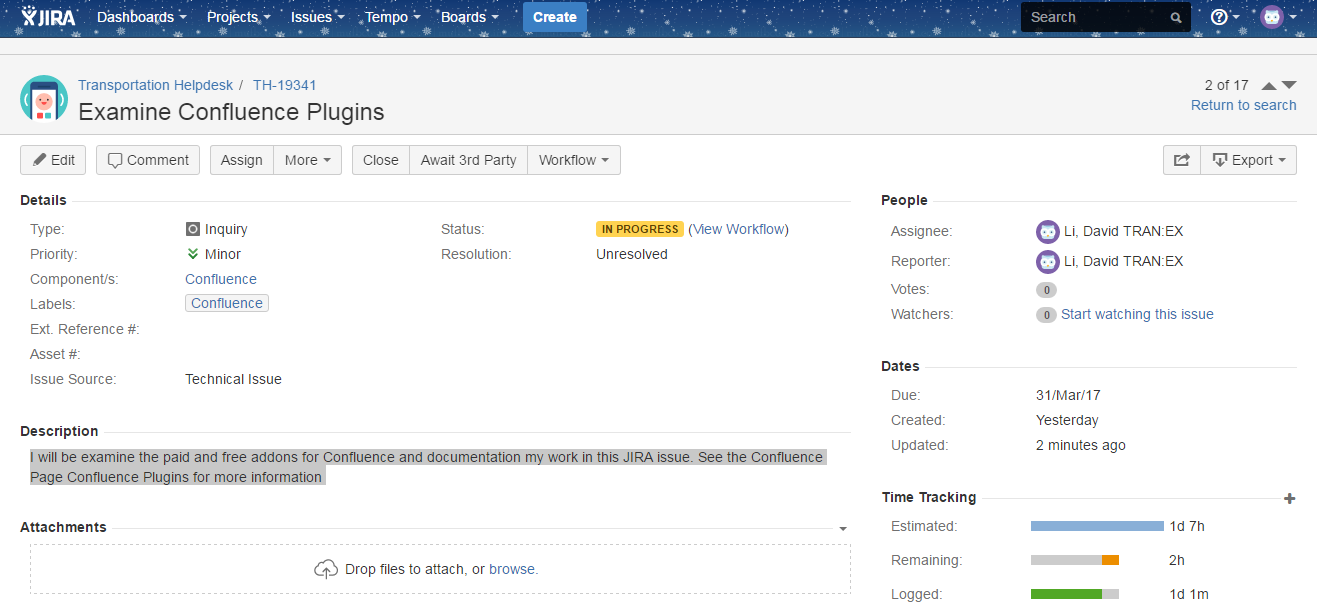 JIRA Dashboards Projects Issues Tempo Boards Create Search
Transportation Helpdesk / TH-19341
2 of 17
Examine Confluence Plugins
Return to search
Edit Comment Assign More Close Await 3rd Party Workflow Export
Details
Type: Inquiry
Status: IN PROGRESS (View Workflow)
Priority: Minor
Resolution: Unresolved
Component/s: Confluence
Labels: Confluence
Ext. Reference #:
Asset #:
Issue Source: Technical Issue
Description
I will be examine the paid and free addons for Confluence and documentation my work in this JIRA issue. See the Confluence
Page Confluence Plugins for more information
Attachments
Drop files to attach, or browse.
People
Assignee: Li, David TRAN:EX
Reporter: Li, David TRAN:EX
Votes: 0
Watchers: 0 Start watching this issue
Dates
Due: 31/Mar/17
Created: Yesterday
Updated: 2 minutes ago
Time Tracking
Estimated: 1d 7h
Remaining: 2h
Logged: 1d 1m